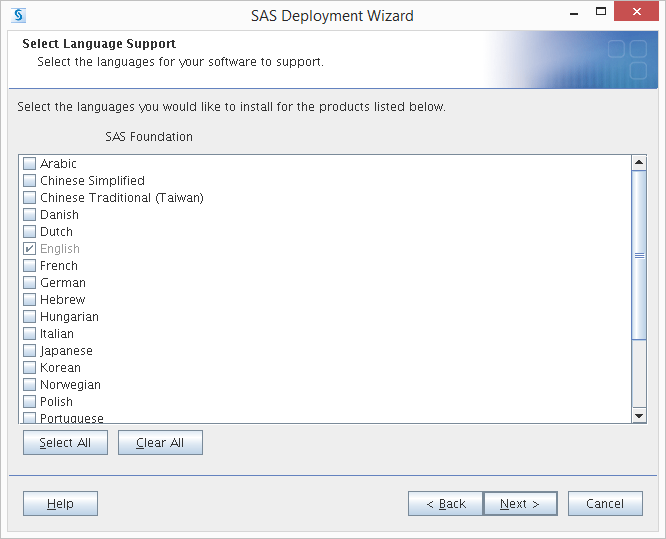 SAS Deployment Wizard
Select Language Support
Select the languages for your software to support.
Select the languages you would like to install for the products listed below.
SAS Foundation
Arabic
Chinese Simplified
Chinese Traditional (Taiwan)
Danish
Dutch
English
French
German
Hebrew
Hungarian
Italian
Japanese
Korean
Norwegian
Polish
Portuguese
Select All Clear All
Help < Back Next > Cancel